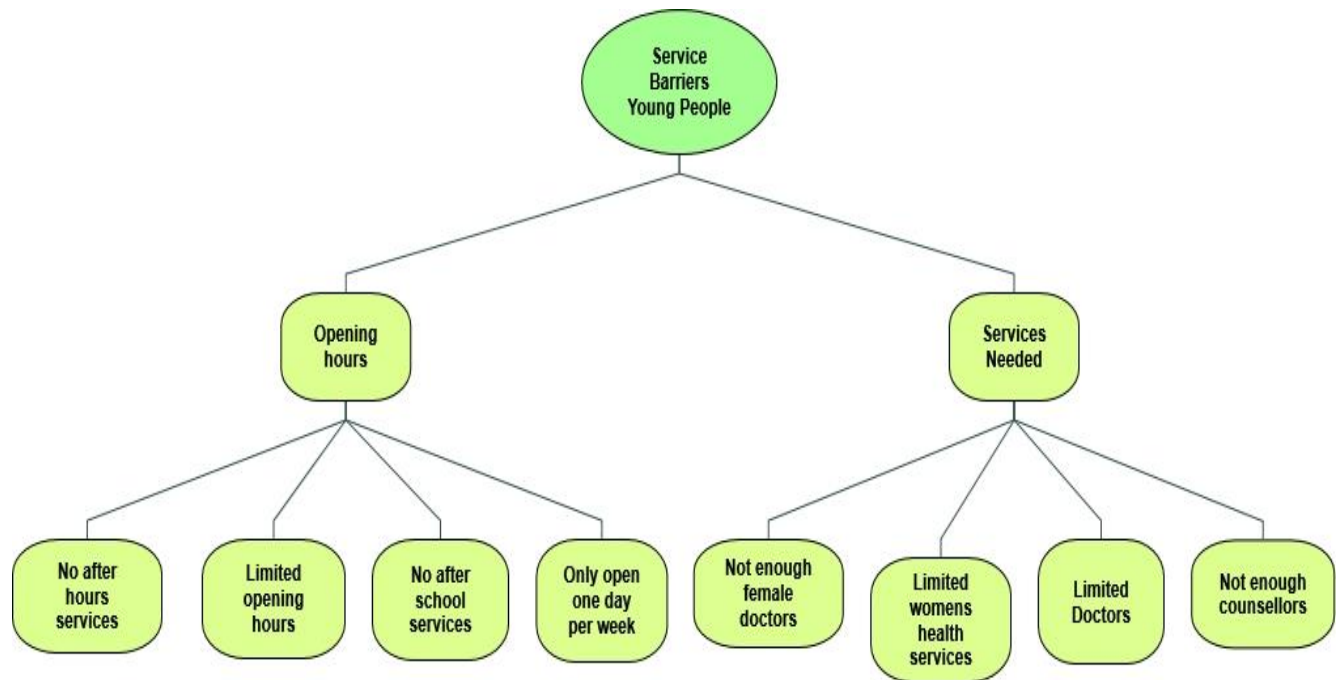 Service
Barriers
Young People
Opening
hours
Services
Needed
No after
hours
services
Limited
opening
hours
No after
school
services
Only open
one day
per week
Not enough
female
doctors
Limited
womens
health
services
Limited
Doctors
Not enough
counsellors